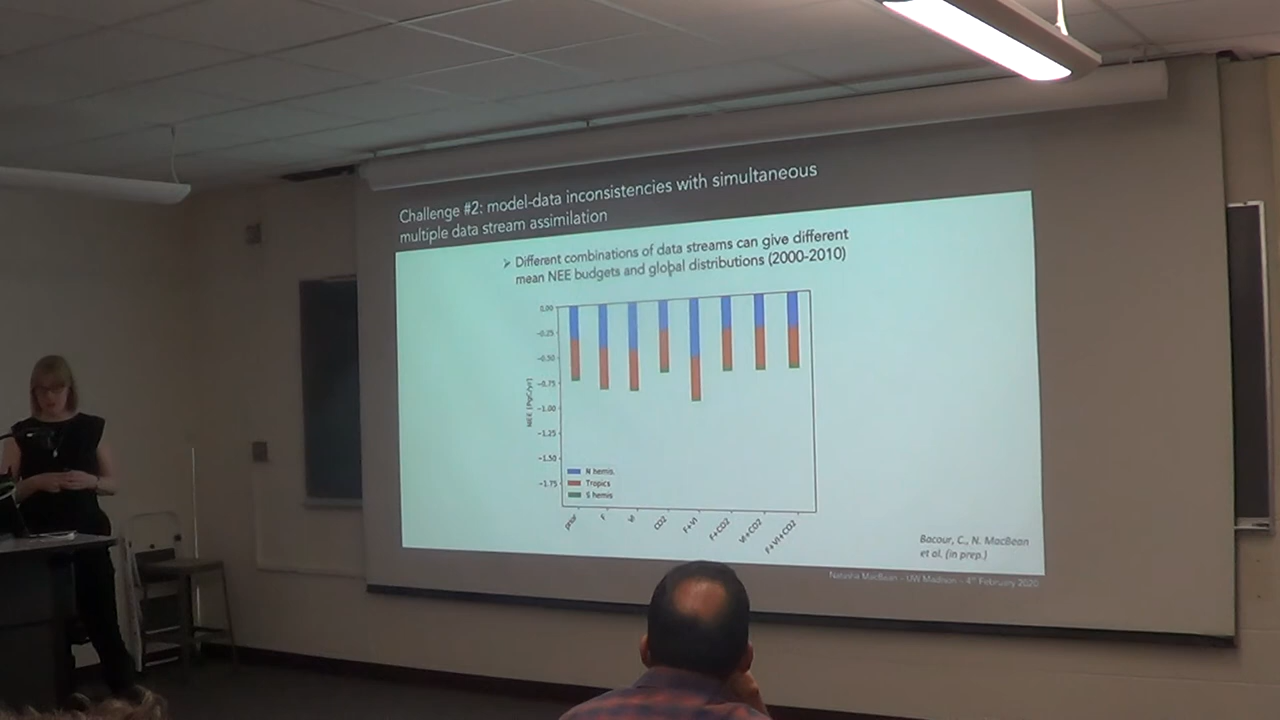 Challenge #2: model-data inconsistencies with simultaneous
multiple data stream assimilation
➢ Different combinations of data streams can give different
mean NEE budgets and global distributions (2000-2010)
0.00
−0.25
−0.50
−0.75
−1.00
−1.25
−1.50
−1.75
NEE [PgC/yr]
N hemis.
Tropics
S hemis
prior
F
VI
CO2
F+VI
F+CO2
VI+CO2
F+VI+CO2
Bacour, C., N. MacBean
et al. (in prep.)
Natasha MacBean – UW Madison – 4th February 2020